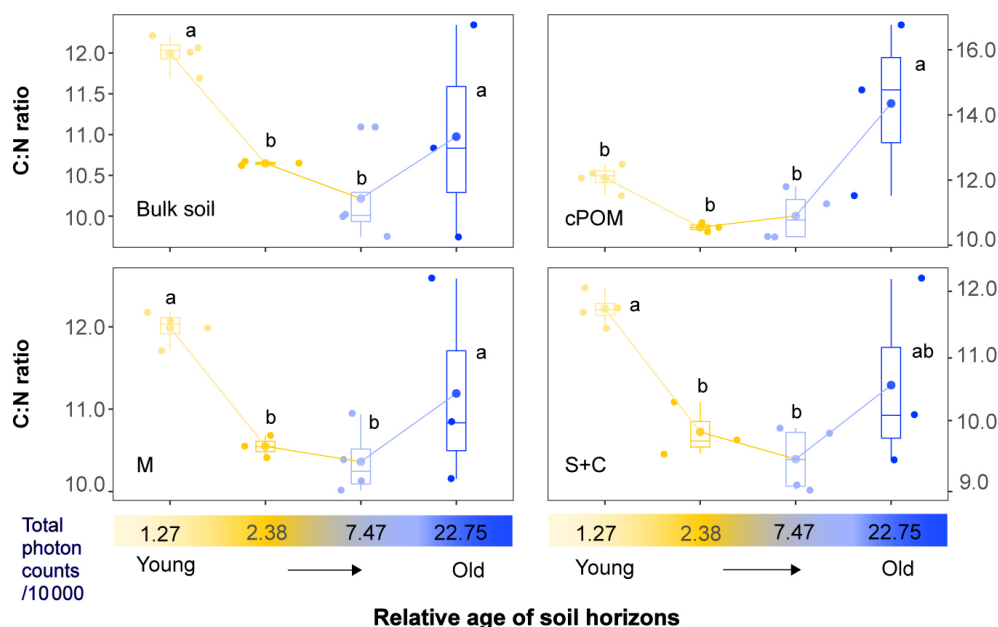 C:N ratio
12.0
11.5
11.0
10.5
10.0
a
b
b
a
Bulk soil
b
b
b
a
cPOM
16.0
14.0
12.0
10.0
C:N ratio
12.0
11.0
10.0
a
b
b
a
M
a
b
b
ab
S+C
12.0
11.0
10.0
9.0
Total
photon
counts
/10 000
1.27 2.38 7.47 22.75
Young Old
1.27 2.38 7.47 22.75
Young Old
Relative age of soil horizons